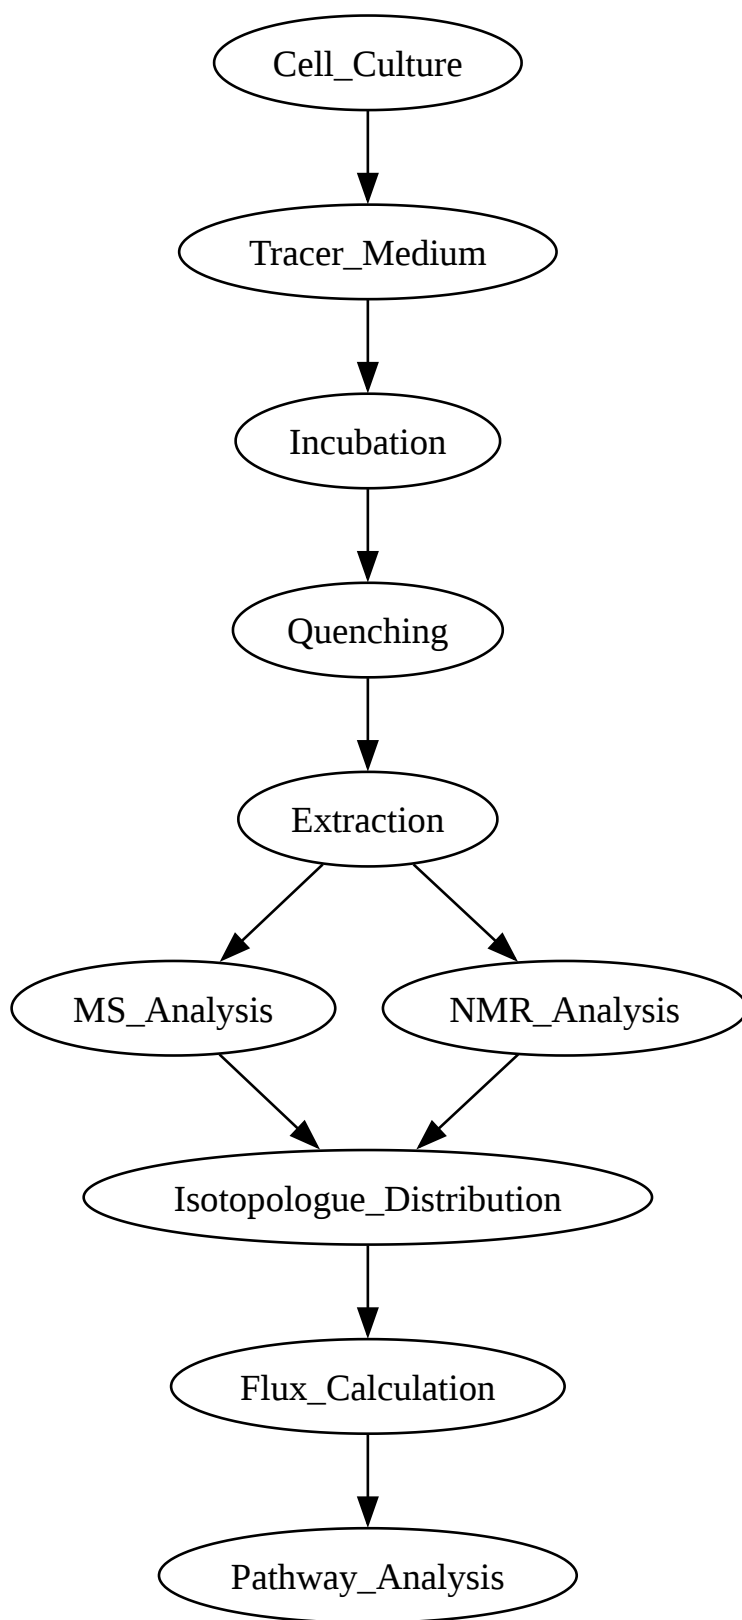 Cell_Culture
Tracer_Medium
Incubation
Quenching
Extraction
MS_Analysis
NMR_Analysis
Isotopologue_Distribution
Flux_Calculation
Pathway_Analysis